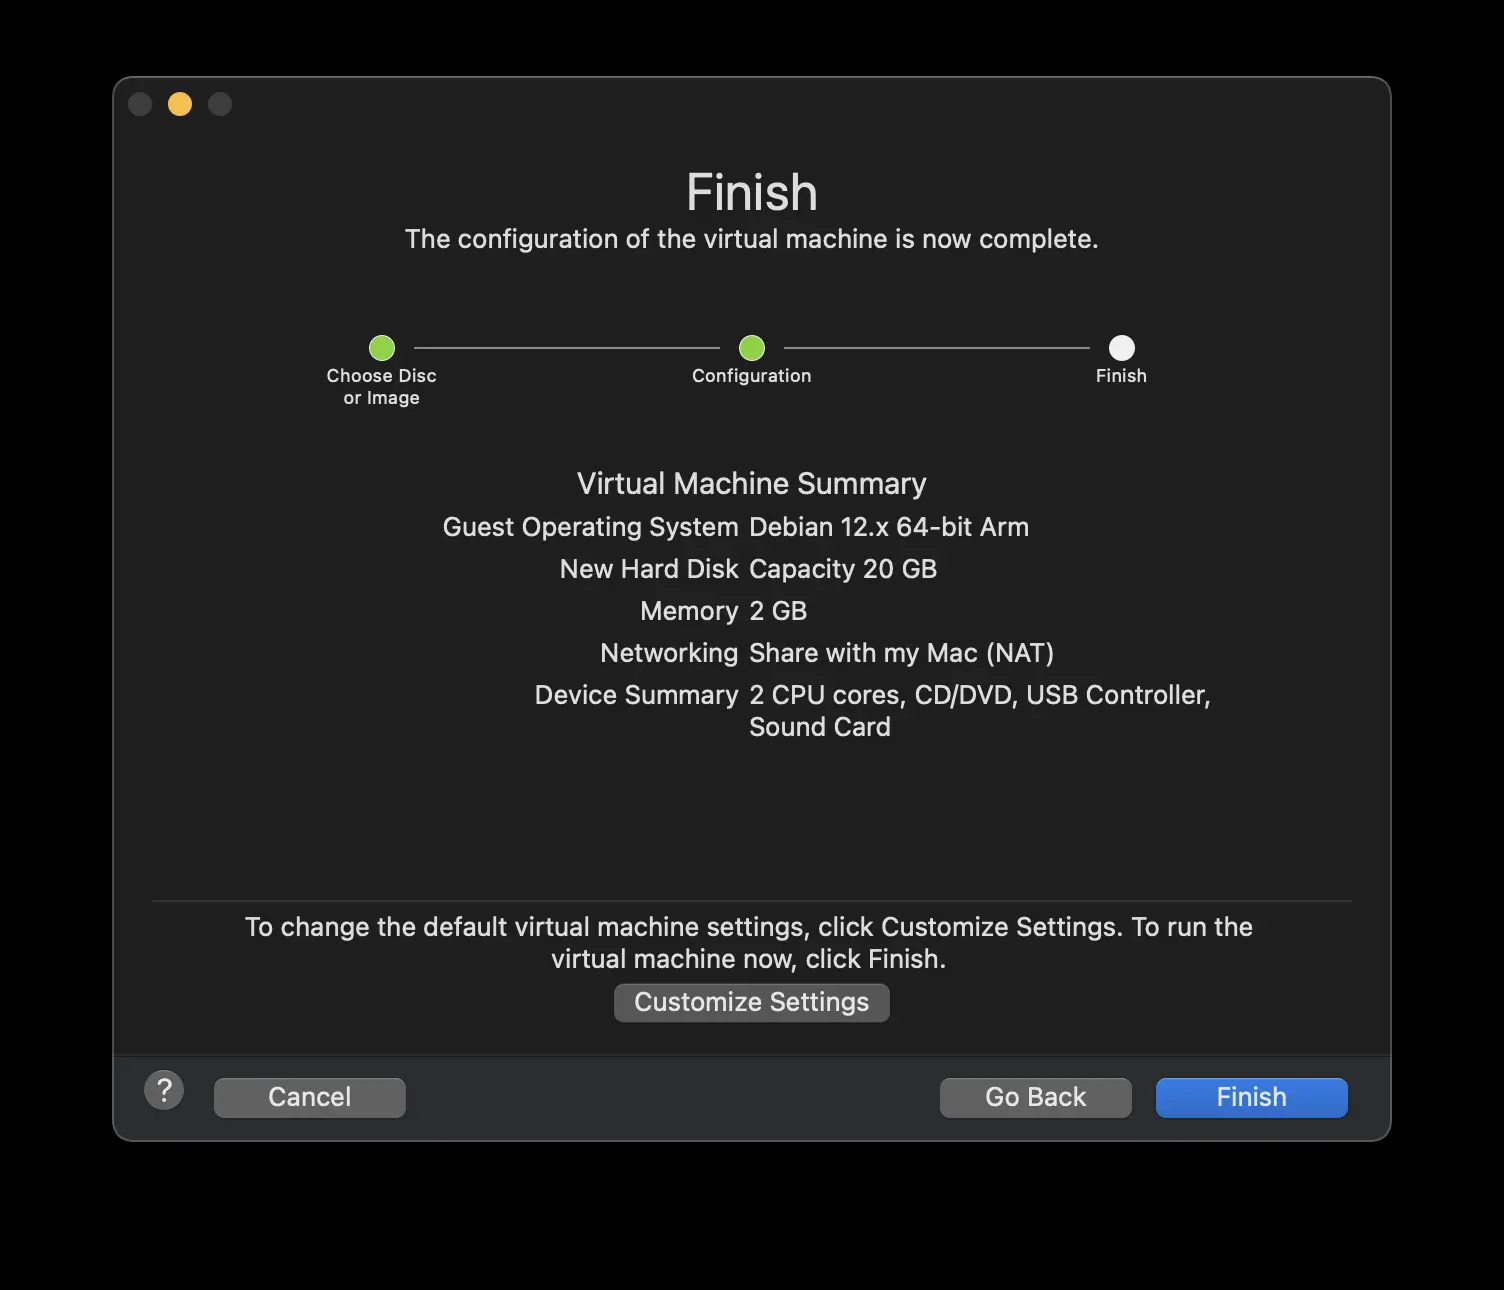 Finish
The configuration of the virtual machine is now complete.
Choose Disc
or Image
Configuration
Finish
Virtual Machine Summary
Guest Operating System Debian 12.x 64-bit Arm
New Hard Disk Capacity 20 GB
Memory 2 GB
Networking Share with my Mac (NAT)
Device Summary 2 CPU cores, CD/DVD, USB Controller,
Sound Card
To change the default virtual machine settings, click Customize Settings. To run the
virtual machine now, click Finish.
Customize Settings
? Cancel Go Back Finish